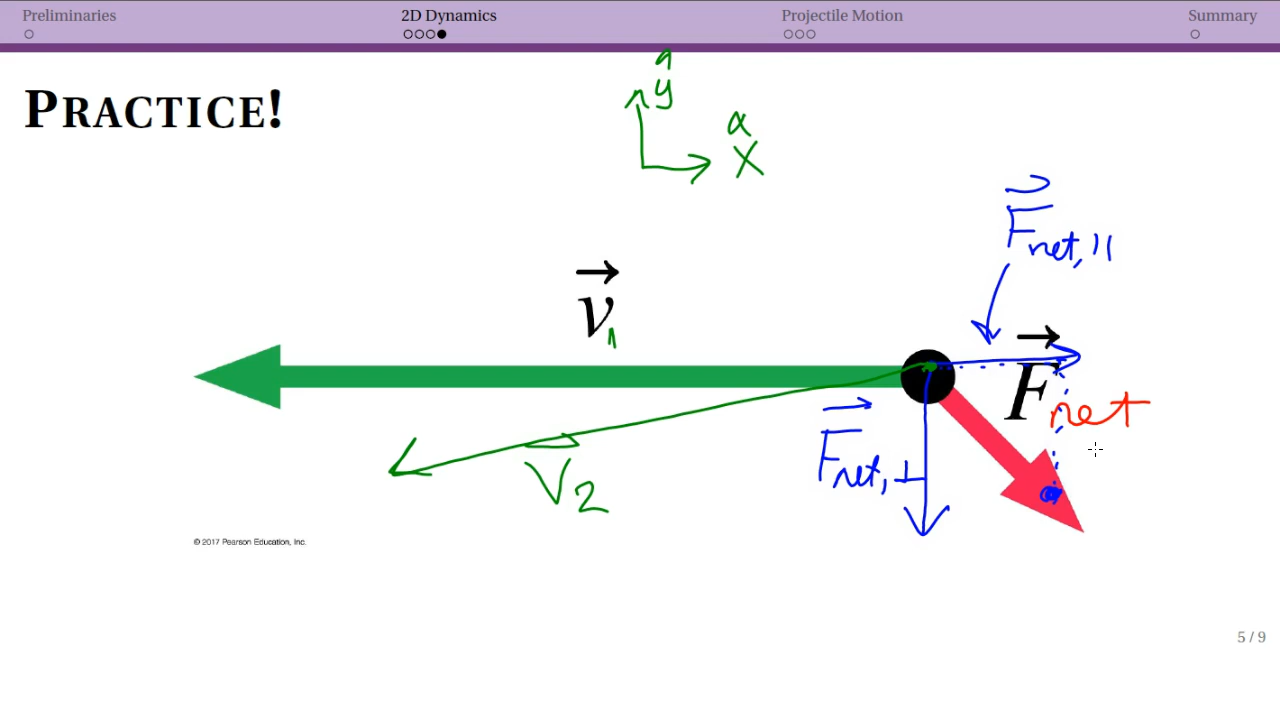 Preliminaries 2D Dynamics Projectile Motion Summary
PRACTICE!
ŷ
x̂
F⃗net,||
v⃗1
F⃗net
F⃗net,⊥
V2
© 2017 Pearson Education, Inc.
5 / 9